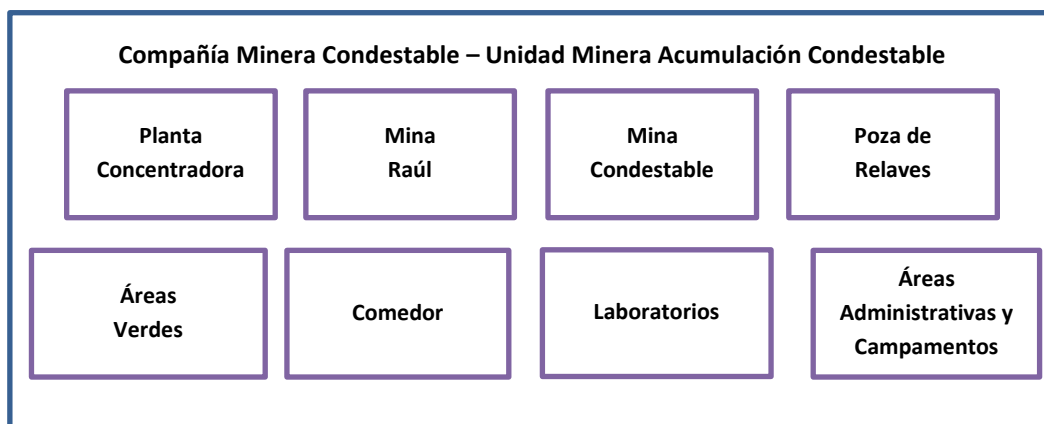 Compañía Minera Condestable – Unidad Minera Acumulación Condestable
Planta
Concentradora
Mina
Raúl
Mina
Condestable
Poza de
Relaves
Áreas
Verdes
Comedor
Laboratorios
Áreas
Administrativas y
Campamentos